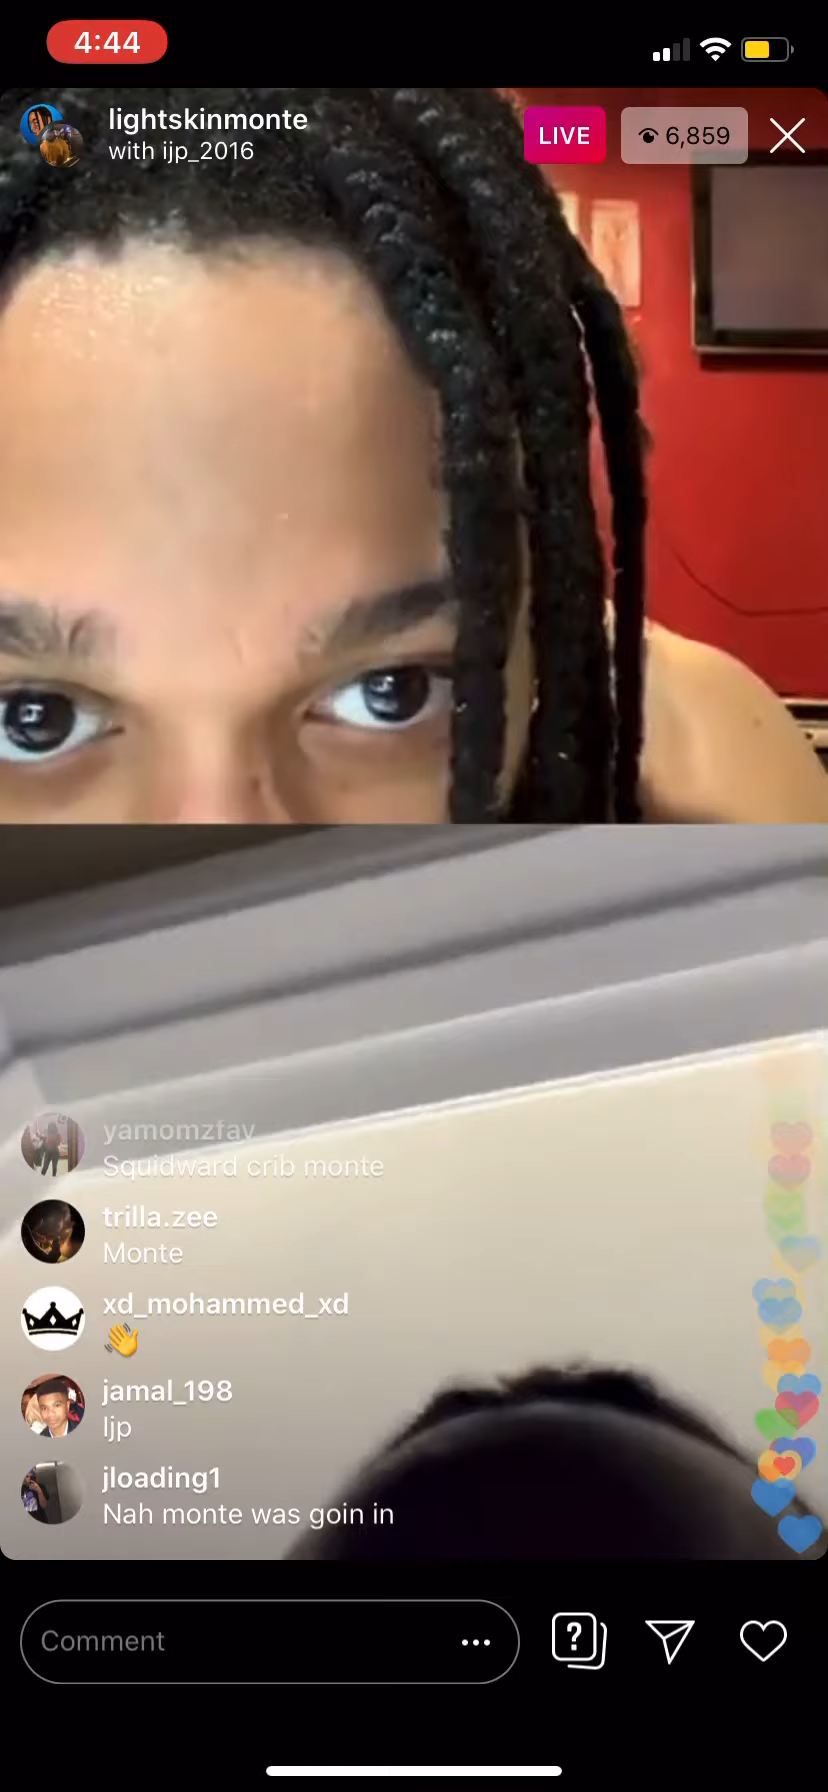 4:44
lightskinmonte
with ijp_2016
LIVE
6,859
yamomzfav
Squidward crib monte
trilla.zee
Monte
xd_mohammed_xd
👋
jamal_198
Ijp
jloading1
Nah monte was goin in
Comment